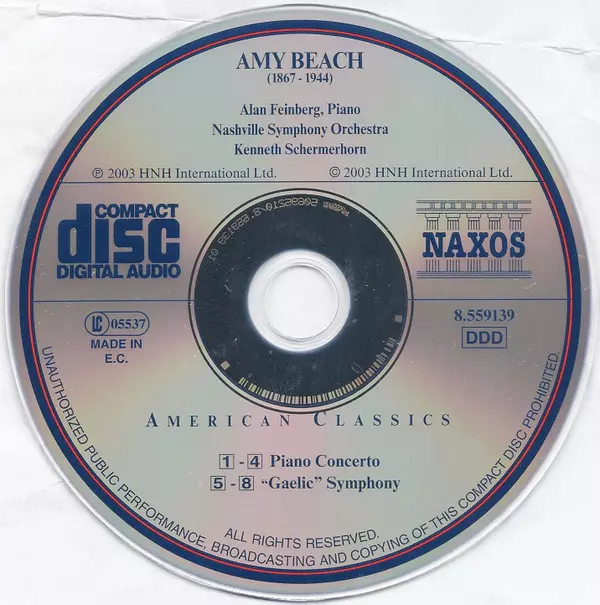 AMY BEACH
(1867 - 1944)
Alan Feinberg, Piano
Nashville Symphony Orchestra
Kenneth Schermerhorn
℗ 2003 HNH International Ltd. © 2003 HNH International Ltd.
COMPACT
disc
DIGITAL AUDIO
NAXOS
LC 05537
MADE IN
E.C.
8.559139
DDD
AMERICAN CLASSICS
1 - 4 Piano Concerto
5 - 8 "Gaelic" Symphony
ALL RIGHTS RESERVED.
UNAUTHORIZED PUBLIC PERFORMANCE, BROADCASTING AND COPYING OF THIS COMPACT DISC PROHIBITED.